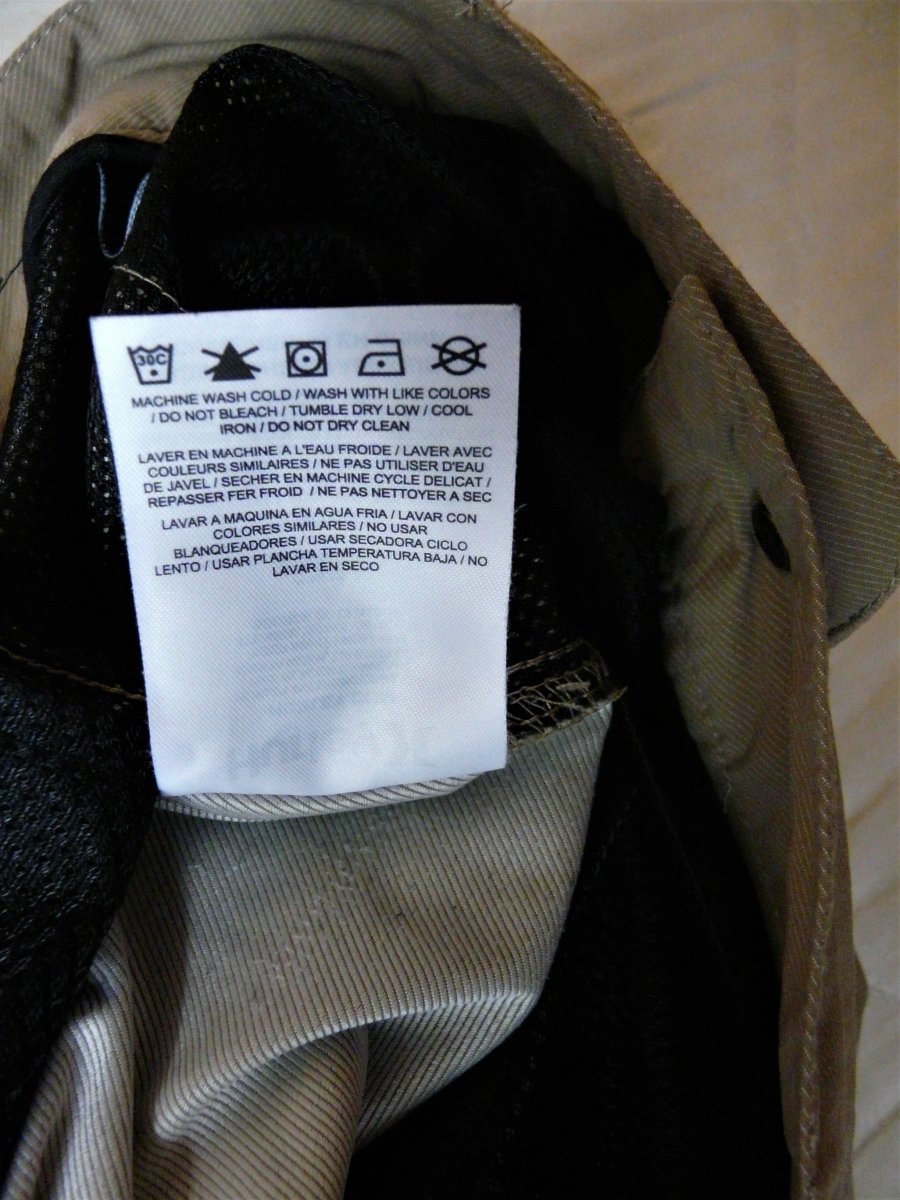 30C
MACHINE WASH COLD / WASH WITH LIKE COLORS
/ DO NOT BLEACH / TUMBLE DRY LOW / COOL
IRON / DO NOT DRY CLEAN
LAVER EN MACHINE A L'EAU FROIDE / LAVER AVEC
COULEURS SIMILAIRES / NE PAS UTILISER D'EAU
DE JAVEL / SECHER EN MACHINE CYCLE DELICAT /
REPASSER FER FROID / NE PAS NETTOYER A SEC
LAVAR A MAQUINA EN AGUA FRIA / LAVAR CON
COLORES SIMILARES / NO USAR
BLANQUEADORES / USAR SECADORA CICLO
LENTO / USAR PLANCHA TEMPERATURA BAJA / NO
LAVAR EN SECO